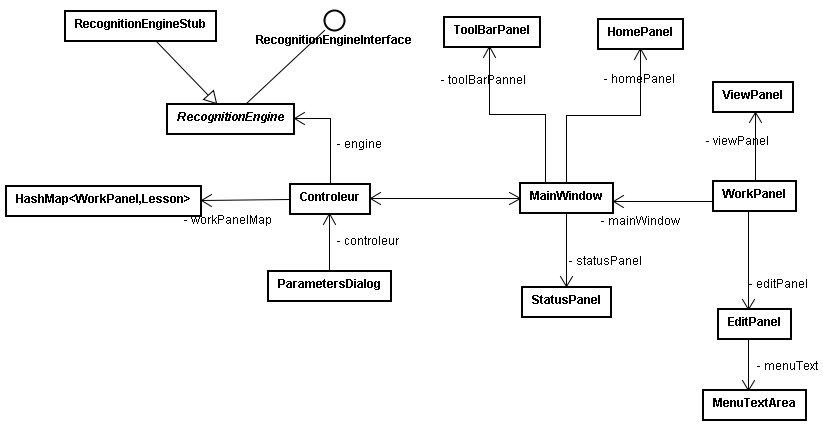 RecognitionEngineStub
RecognitionEngineInterface
ToolBarPanel
HomePanel
- toolBarPannel
- homePanel
ViewPanel
RecognitionEngine
- engine
- viewPanel
HashMap<WorkPanel,Lesson>
Controleur
MainWindow
WorkPanel
- workPanelMap
- mainWindow
- controleur
- statusPanel
ParametersDialog
StatusPanel
- editPanel
EditPanel
- menuText
MenuTextArea